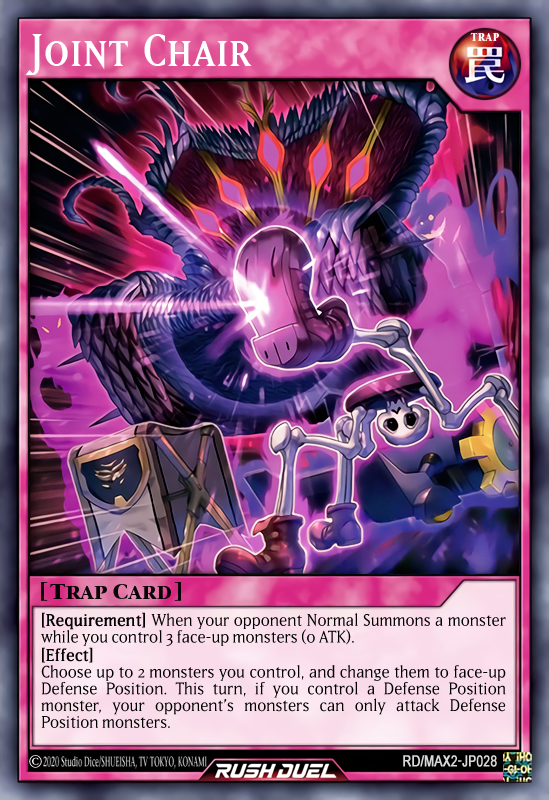 Joint Chair
TRAP
罠
[Trap Card]
[Requirement] When your opponent Normal Summons a monster
while you control 3 face-up monsters (0 ATK).
[Effect]
Choose up to 2 monsters you control, and change them to face-up
Defense Position. This turn, if you control a Defense Position
monster, your opponent's monsters can only attack Defense
Position monsters.
©2020 Studio Dice/SHUEISHA, TV TOKYO, KONAMI
RUSH DUEL
RD/MAX2-JP028